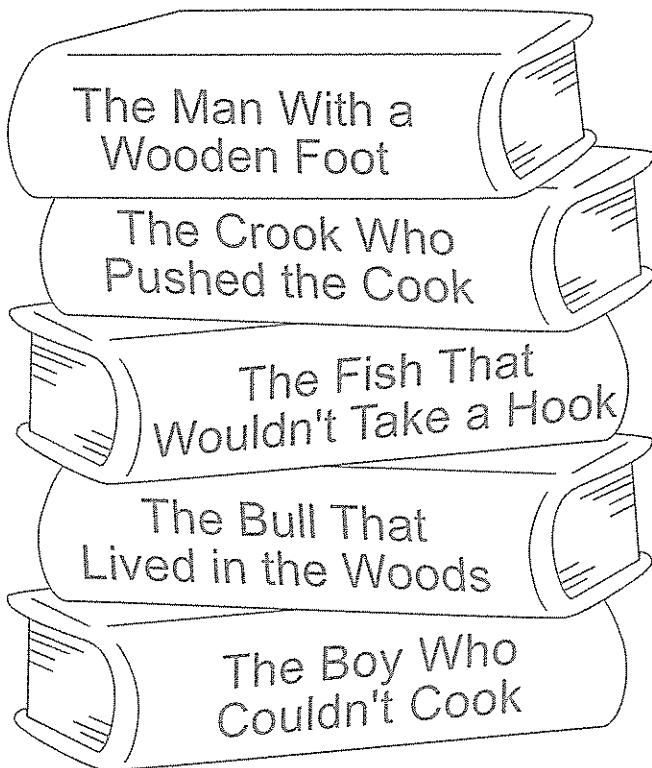 The Man With a
Wooden Foot
The Crook Who
Pushed the Cook
The Fish That
Wouldn't Take a Hook
The Bull That
Lived in the Woods
The Boy Who
Couldn't Cook